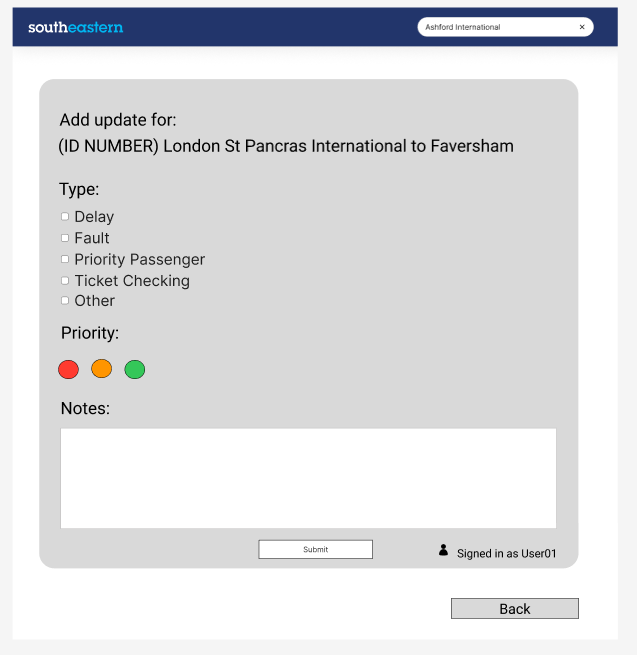 southeastern
Ashford International ×
Add update for:
(ID NUMBER) London St Pancras International to Faversham
Type:
Delay
Fault
Priority Passenger
Ticket Checking
Other
Priority:
Notes:
Submit
Signed in as User01
Back